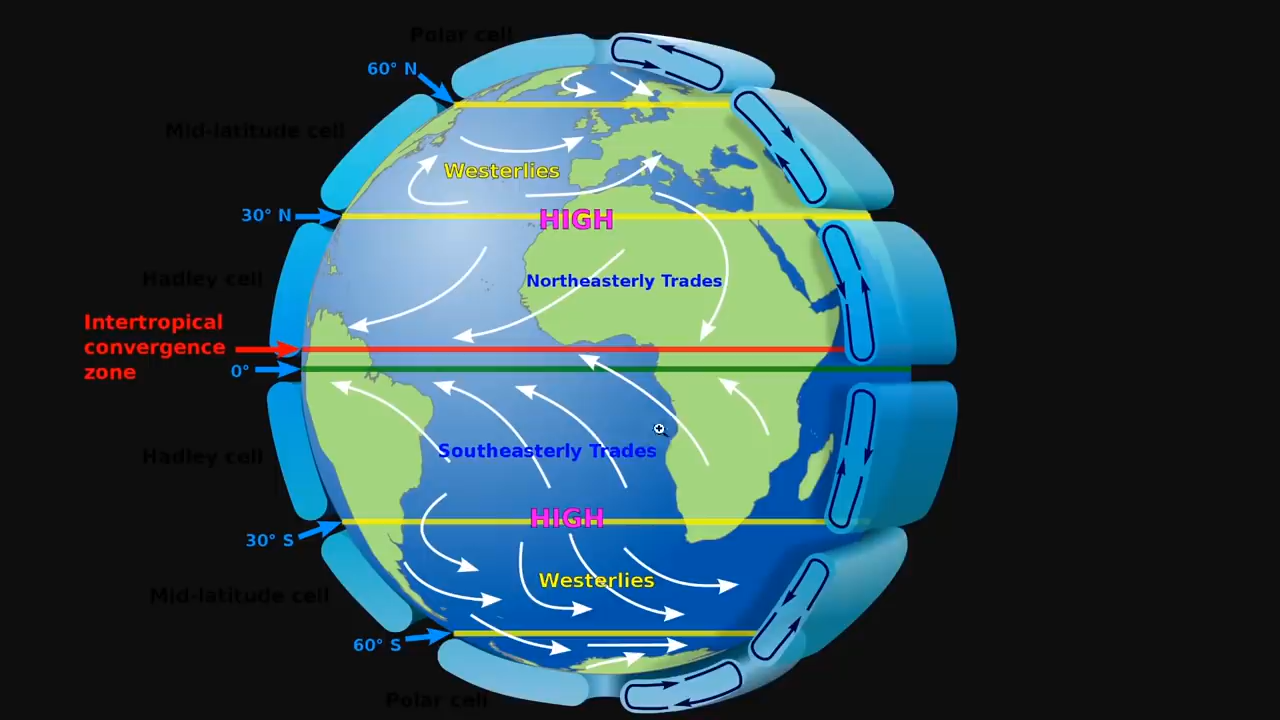 Polar cell
60° N
Mid-latitude cell
Westerlies
30° N
HIGH
Hadley cell
Northeasterly Trades
Intertropical
convergence
zone
0°
Southeasterly Trades
Hadley cell
HIGH
30° S
Westerlies
Mid-latitude cell
60° S
Polar cell